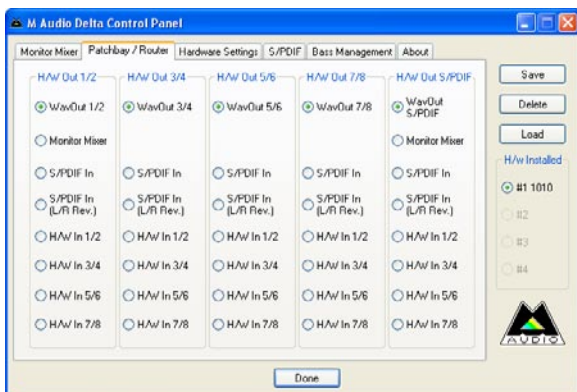 M Audio Delta Control Panel
Monitor Mixer Patchbay / Router Hardware Settings S/PDIF Bass Management About
H/W Out 1/2 H/W Out 3/4 H/W Out 5/6 H/W Out 7/8 H/W Out S/PDIF
WavOut 1/2 WavOut 3/4 WavOut 5/6 WavOut 7/8 WavOut S/PDIF
Monitor Mixer Monitor Mixer
S/PDIF In S/PDIF In S/PDIF In S/PDIF In S/PDIF In
S/PDIF In S/PDIF In S/PDIF In S/PDIF In S/PDIF In
(L/R Rev.) (L/R Rev.) (L/R Rev.) (L/R Rev.) (L/R Rev.)
H/W In 1/2 H/W In 1/2 H/W In 1/2 H/W In 1/2 H/W In 1/2
H/W In 3/4 H/W In 3/4 H/W In 3/4 H/W In 3/4 H/W In 3/4
H/W In 5/6 H/W In 5/6 H/W In 5/6 H/W In 5/6 H/W In 5/6
H/W In 7/8 H/W In 7/8 H/W In 7/8 H/W In 7/8 H/W In 7/8
Save
Delete
Load
H/w Installed
#1 1010
#2
#3
#4
M
AUDIO
Done